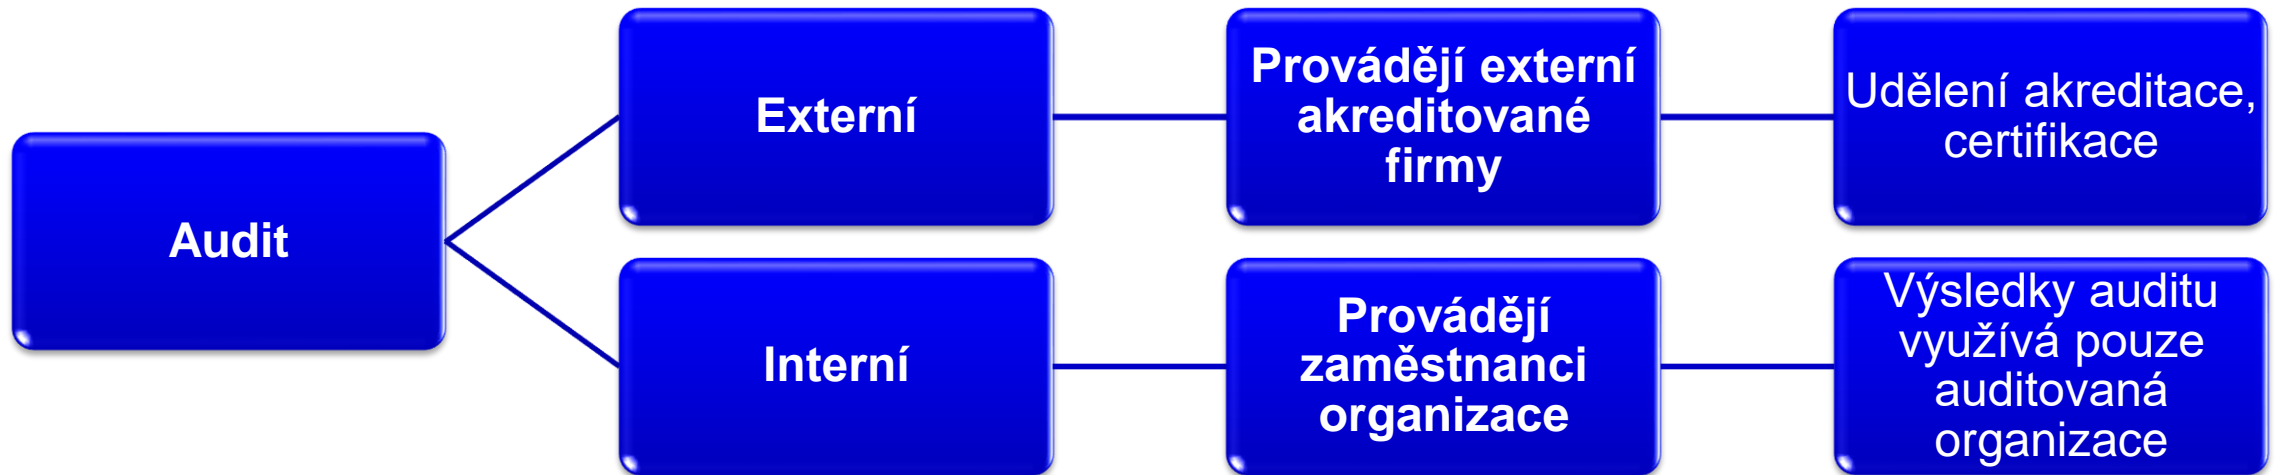 Audit
Externí
Provádějí externí
akreditované
firmy
Udělení akreditace,
certifikace
Interní
Provádějí
zaměstnanci
organizace
Výsledky auditu
využívá pouze
auditovaná
organizace